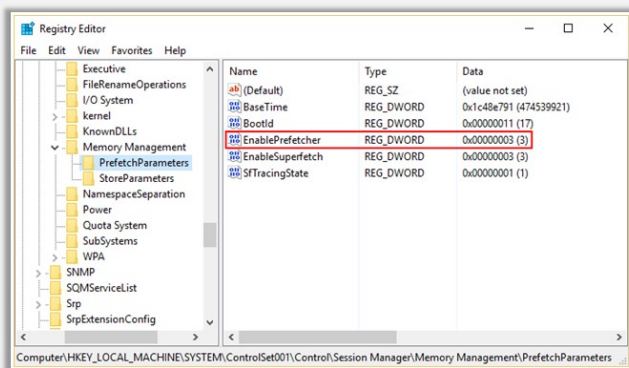 Registry Editor
File Edit View Favorites Help
Executive
FileRenameOperations
I/O System
kernel
KnownDLLs
Memory Management
PrefetchParameters
StoreParameters
NamespaceSeparation
Power
Quota System
SubSystems
WPA
SNMP
SQMServiceList
Srp
SrpExtensionConfig
Name Type Data
(Default) REG_SZ (value not set)
BaseTime REG_DWORD 0x1c48e791 (474539921)
BootId REG_DWORD 0x00000011 (17)
EnablePrefetcher REG_DWORD 0x00000003 (3)
EnableSuperfetch REG_DWORD 0x00000003 (3)
SfTracingState REG_DWORD 0x00000001 (1)
Computer\HKEY_LOCAL_MACHINE\SYSTEM\ControlSet001\Control\Session Manager\Memory Management\PrefetchParameters